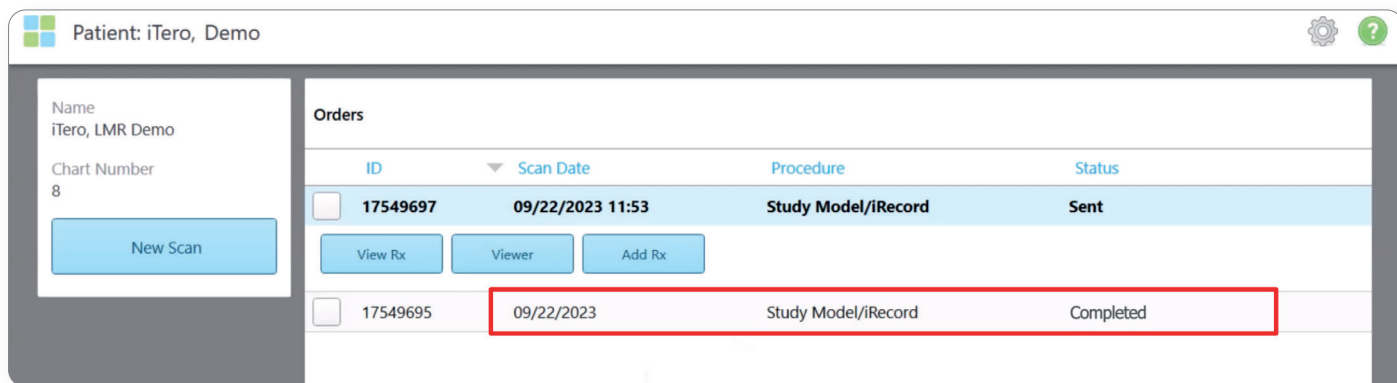 Patient: iTero, Demo
?
Name
iTero, LMR Demo
Chart Number
8
New Scan
Orders
ID Scan Date Procedure Status
17549697 09/22/2023 11:53 Study Model/iRecord Sent
View Rx Viewer Add Rx
17549695 09/22/2023 Study Model/iRecord Completed